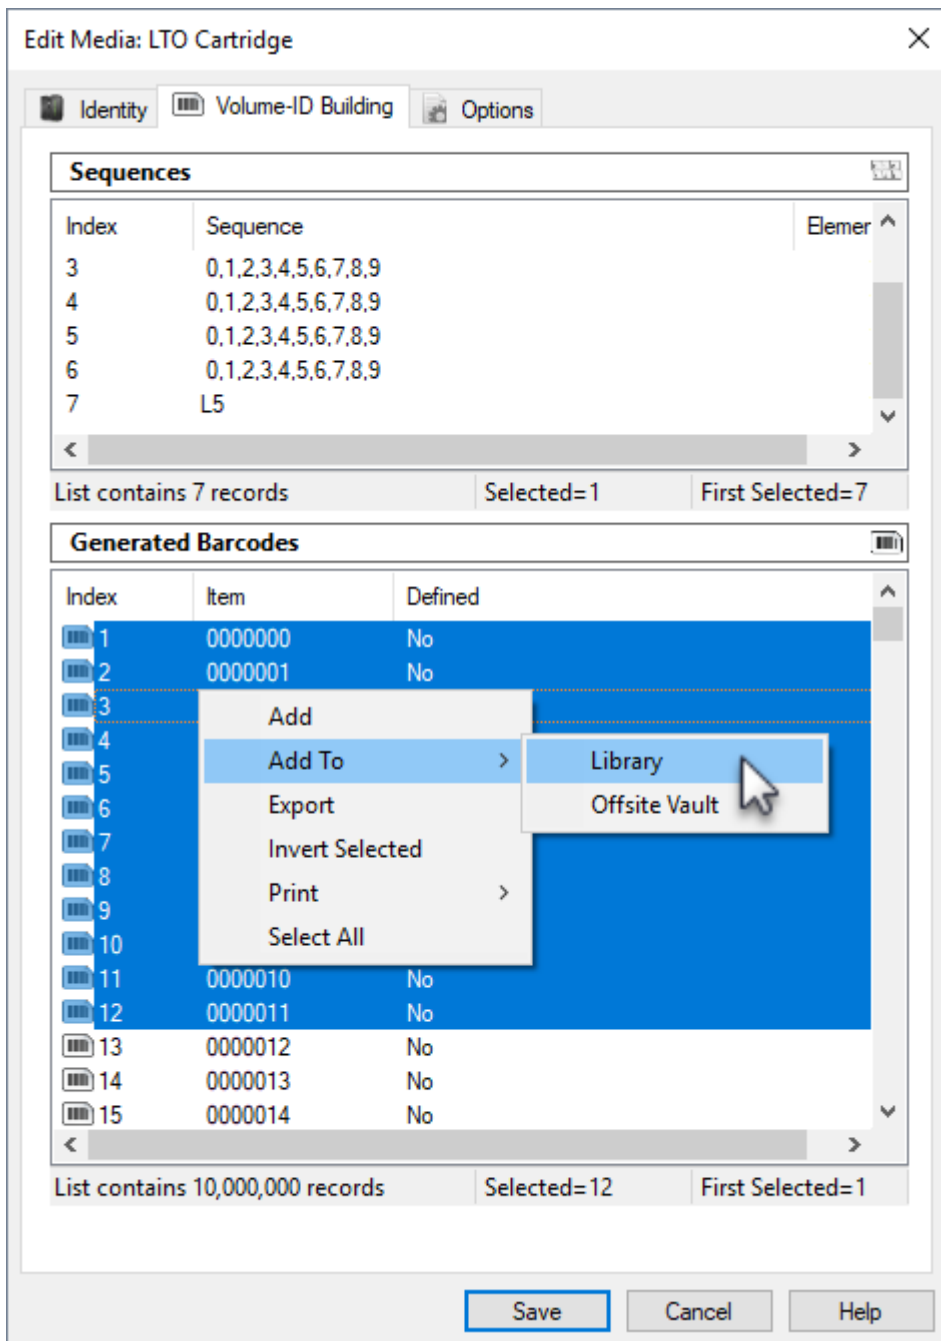 Edit Media: LTO Cartridge
Identity Volume-ID Building Options
Sequences
Index Sequence Elemer
3 0,1,2,3,4,5,6,7,8,9
4 0,1,2,3,4,5,6,7,8,9
5 0,1,2,3,4,5,6,7,8,9
6 0,1,2,3,4,5,6,7,8,9
7 L5
List contains 7 records Selected=1 First Selected=7
Generated Barcodes
Index Item Defined
1 0000000 No
2 0000001 No
3
4
5
6
7
8
9
10
11 0000010 No
12 0000011 No
13 0000012 No
14 0000013 No
15 0000014 No
Add
Add To
Export
Invert Selected
Print
Select All
Library
Offsite Vault
List contains 10,000,000 records Selected=12 First Selected=1
Save Cancel Help